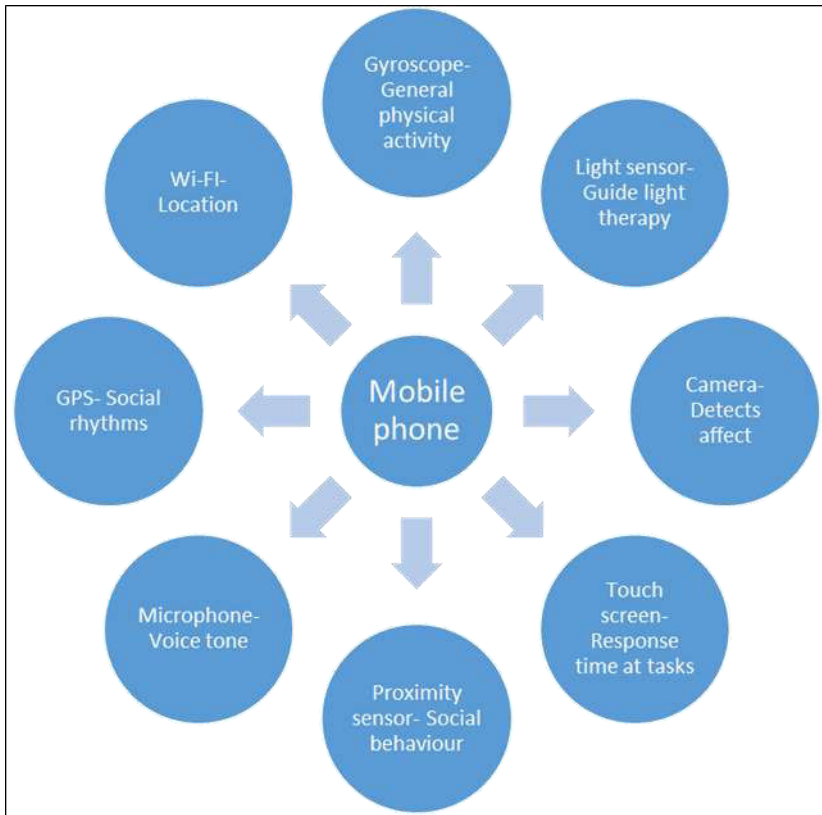 Gyroscope-
General
physical
activity
Light sensor-
Guide light
therapy
Camera-
Detects
affect
Touch
screen-
Response
time at tasks
Proximity
sensor- Social
behaviour
Microphone-
Voice tone
GPS- Social
rhythms
Wi-FI-
Location
Mobile
phone